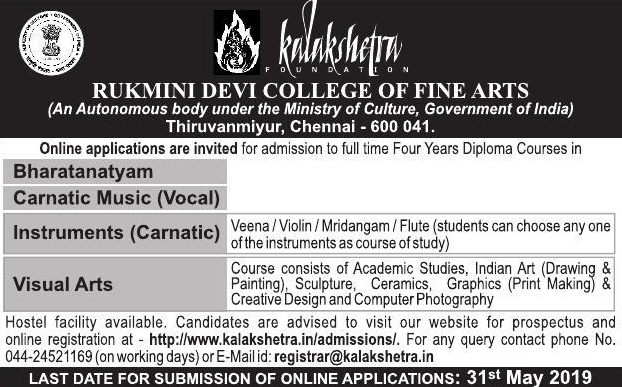 kalakshetra
FOUNDATION
RUKMINI DEVI COLLEGE OF FINE ARTS
(An Autonomous body under the Ministry of Culture, Government of India)
Thiruvanmiyur, Chennai - 600 041.
Online applications are invited for admission to full time Four Years Diploma Courses in
Bharatanatyam
Carnatic Music (Vocal)
Instruments (Carnatic)
Veena / Violin / Mridangam / Flute (students can choose any one
of the instruments as course of study)
Visual Arts
Course consists of Academic Studies, Indian Art (Drawing &
Painting), Sculpture, Ceramics, Graphics (Print Making) &
Creative Design and Computer Photography
Hostel facility available. Candidates are advised to visit our website for prospectus and
online registration at - http://www.kalakshetra.in/admissions/. For any query contact phone No.
044-24521169 (on working days) or E-Mail id: registrar@kalakshetra.in
LAST DATE FOR SUBMISSION OF ONLINE APPLICATIONS: 31st May 2019